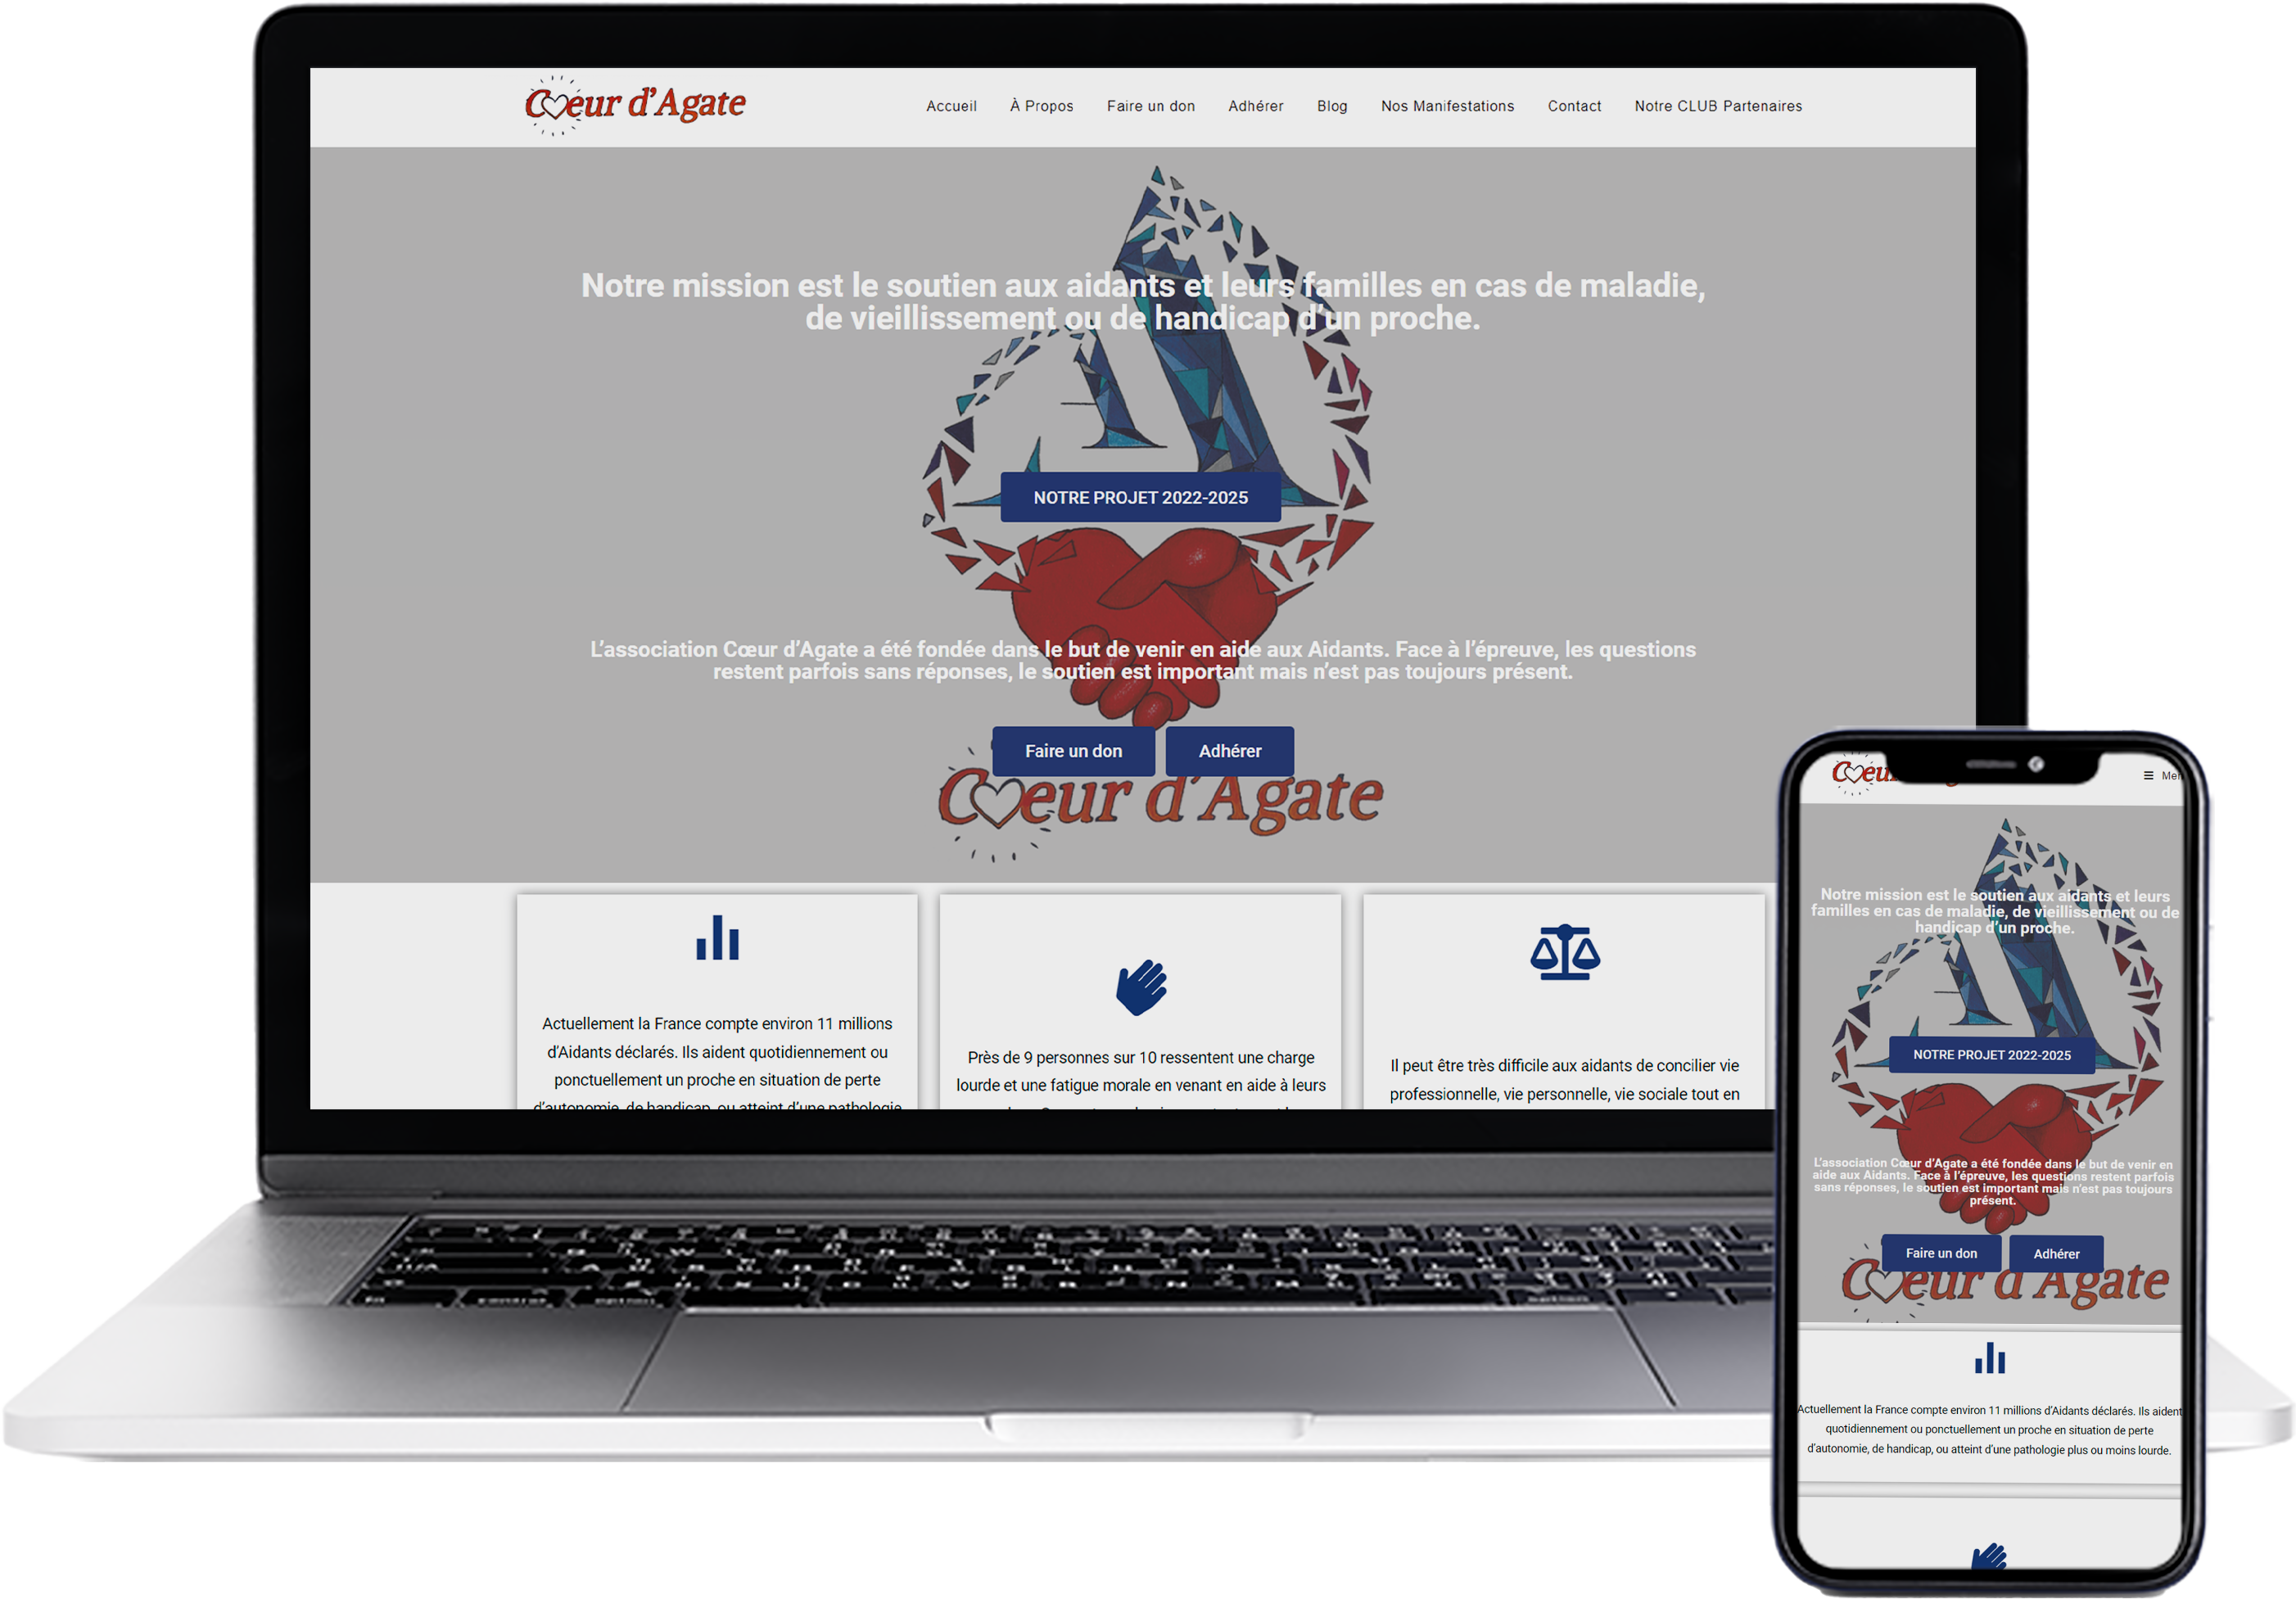 Cœur d'Agate
Accueil À Propos Faire un don Adhérer Blog Nos Manifestations Contact Notre CLUB Partenaires
Notre mission est le soutien aux aidants et leurs familles en cas de maladie,
de vieillissement ou de handicap d’un proche.
NOTRE PROJET 2022-2025
L’association Cœur d’Agate a été fondée dans le but de venir en aide aux Aidants. Face à l’épreuve, les questions
restent parfois sans réponses, le soutien est important mais n’est pas toujours présent.
Faire un don Adhérer
Cœur d'Agate
Actuellement la France compte environ 11 millions
d’Aidants déclarés. Ils aident quotidiennement ou
ponctuellement un proche en situation de perte
d’autonomie, de handicap, ou atteint d’une pathologie
Près de 9 personnes sur 10 ressentent une charge
lourde et une fatigue morale en venant en aide à leurs
Il peut être très difficile aux aidants de concilier vie
professionnelle, vie personnelle, vie sociale tout en
Notre mission est le soutien aux aidants et leurs
familles en cas de maladie, de vieillissement ou de
handicap d’un proche.
NOTRE PROJET 2022-2025
L’association Cœur d’Agate a été fondée dans le but de venir en
aide aux Aidants. Face à l’épreuve, les questions restent parfois
sans réponses, le soutien est important mais n’est pas toujours
présent.
Faire un don Adhérer
Cœur d'Agate
Actuellement la France compte environ 11 millions d’Aidants déclarés. Ils aident
quotidiennement ou ponctuellement un proche en situation de perte
d’autonomie, de handicap, ou atteint d’une pathologie plus ou moins lourde.